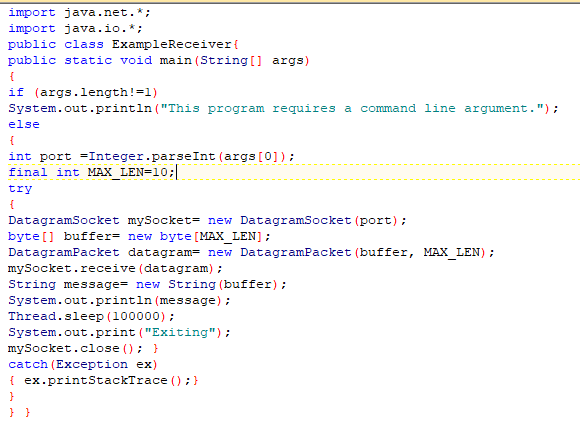 import java.net.*;
import java.io.*;
public class ExampleReceiver{
public static void main(String[] args)
{
if (args.length!=1)
System.out.println("This program requires a command line argument.");
else
{
int port =Integer.parseInt(args[0]);
final int MAX_LEN=10;
try
{
DatagramSocket mySocket= new DatagramSocket(port);
byte[] buffer= new byte[MAX_LEN];
DatagramPacket datagram= new DatagramPacket(buffer, MAX_LEN);
mySocket.receive(datagram);
String message= new String(buffer);
System.out.println(message);
Thread.sleep(100000);
System.out.print("Exiting");
mySocket.close(); }
catch(Exception ex)
{ ex.printStackTrace();}
}
} }